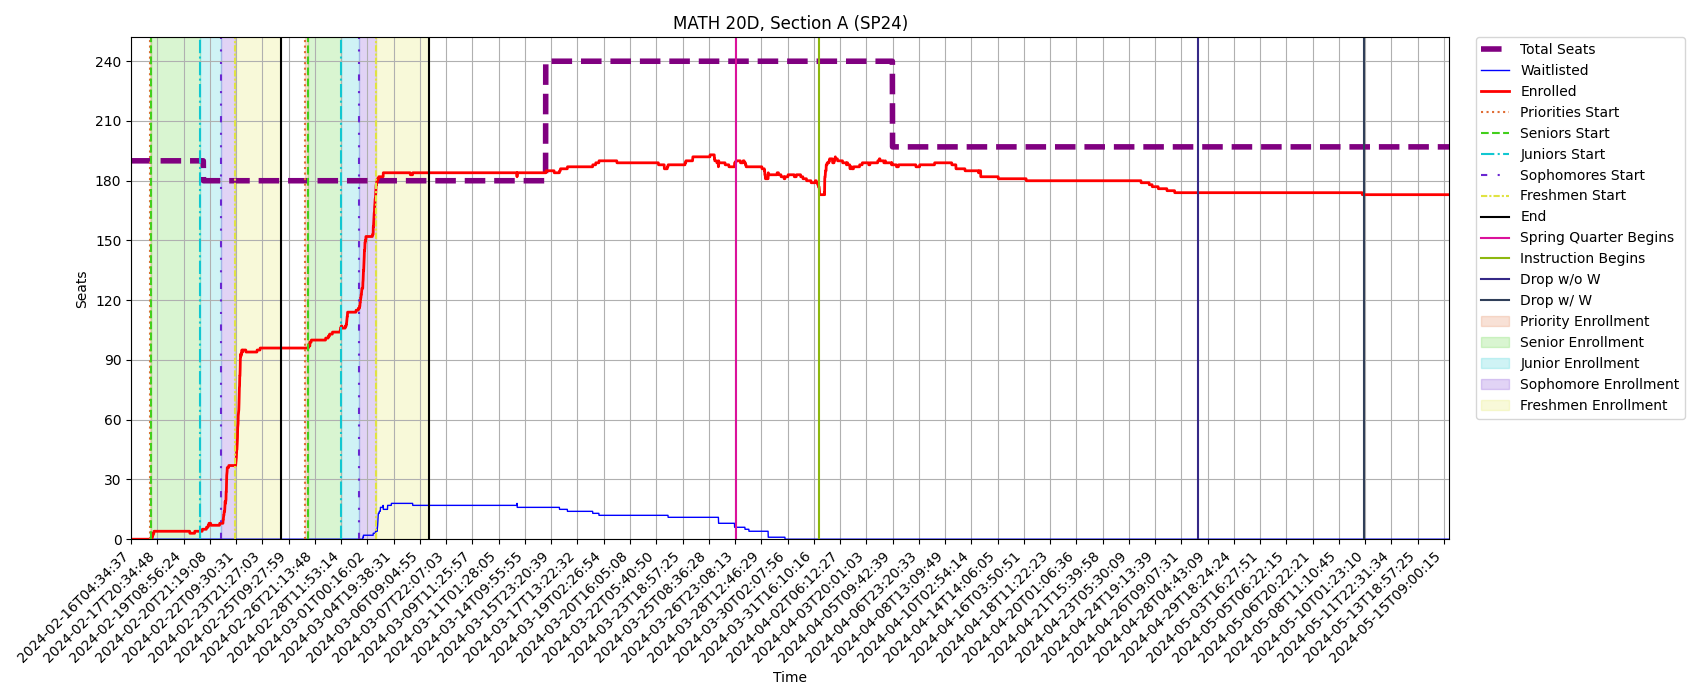 MATH 20D, Section A (SP24)
Seats
240
210
180
150
120
90
60
30
0
2024-02-16T04:34:37
2024-02-17T20:34:48
2024-02-19T08:56:24
2024-02-20T21:19:08
2024-02-22T09:30:31
2024-02-23T21:27:03
2024-02-25T09:27:59
2024-02-26T21:13:48
2024-02-28T11:53:14
2024-03-01T00:16:02
2024-03-04T19:38:31
2024-03-06T09:04:55
2024-03-07T22:07:03
2024-03-09T11:25:57
2024-03-11T01:28:05
2024-03-14T09:55:55
2024-03-15T23:20:39
2024-03-17T13:22:32
2024-03-19T02:26:54
2024-03-20T16:05:08
2024-03-22T05:40:50
2024-03-23T18:57:25
2024-03-25T08:36:28
2024-03-26T23:08:13
2024-03-28T12:46:29
2024-03-30T02:07:56
2024-03-31T16:10:16
2024-04-02T06:12:27
2024-04-03T20:01:03
2024-04-05T09:42:39
2024-04-06T23:20:33
2024-04-08T13:09:49
2024-04-10T02:54:14
2024-04-14T14:06:05
2024-04-16T03:50:51
2024-04-18T11:22:23
2024-04-20T01:06:36
2024-04-21T15:39:58
2024-04-23T05:30:09
2024-04-24T19:13:39
2024-04-26T09:07:31
2024-04-28T04:43:09
2024-04-29T18:24:24
2024-05-03T16:27:51
2024-05-05T06:22:15
2024-05-06T20:22:21
2024-05-08T11:10:45
2024-05-10T01:23:10
2024-05-11T22:31:34
2024-05-13T18:57:25
2024-05-15T09:00:15
Time
Total Seats
Waitlisted
Enrolled
Priorities Start
Seniors Start
Juniors Start
Sophomores Start
Freshmen Start
End
Spring Quarter Begins
Instruction Begins
Drop w/o W
Drop w/ W
Priority Enrollment
Senior Enrollment
Junior Enrollment
Sophomore Enrollment
Freshmen Enrollment